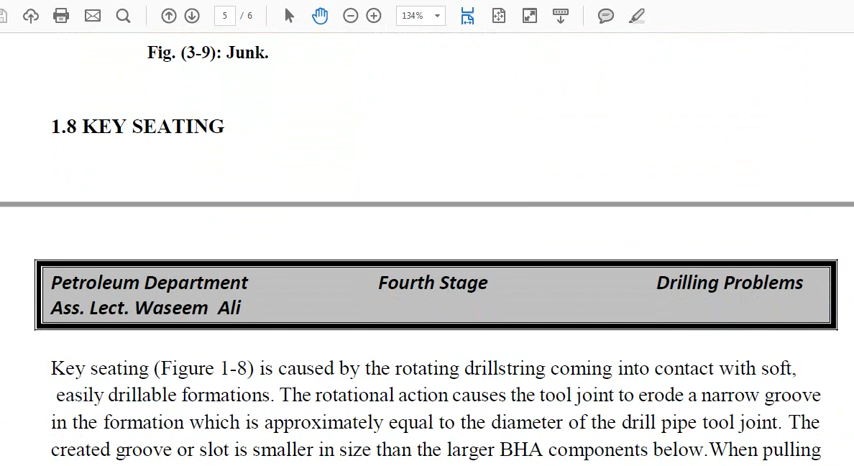 5 / 6
134%
Fig. (3-9): Junk.
1.8 KEY SEATING
Petroleum Department Fourth Stage Drilling Problems
Ass. Lect. Waseem Ali
Key seating (Figure 1-8) is caused by the rotating drillstring coming into contact with soft,
easily drillable formations. The rotational action causes the tool joint to erode a narrow groove
in the formation which is approximately equal to the diameter of the drill pipe tool joint. The
created groove or slot is smaller in size than the larger BHA components below.When pulling